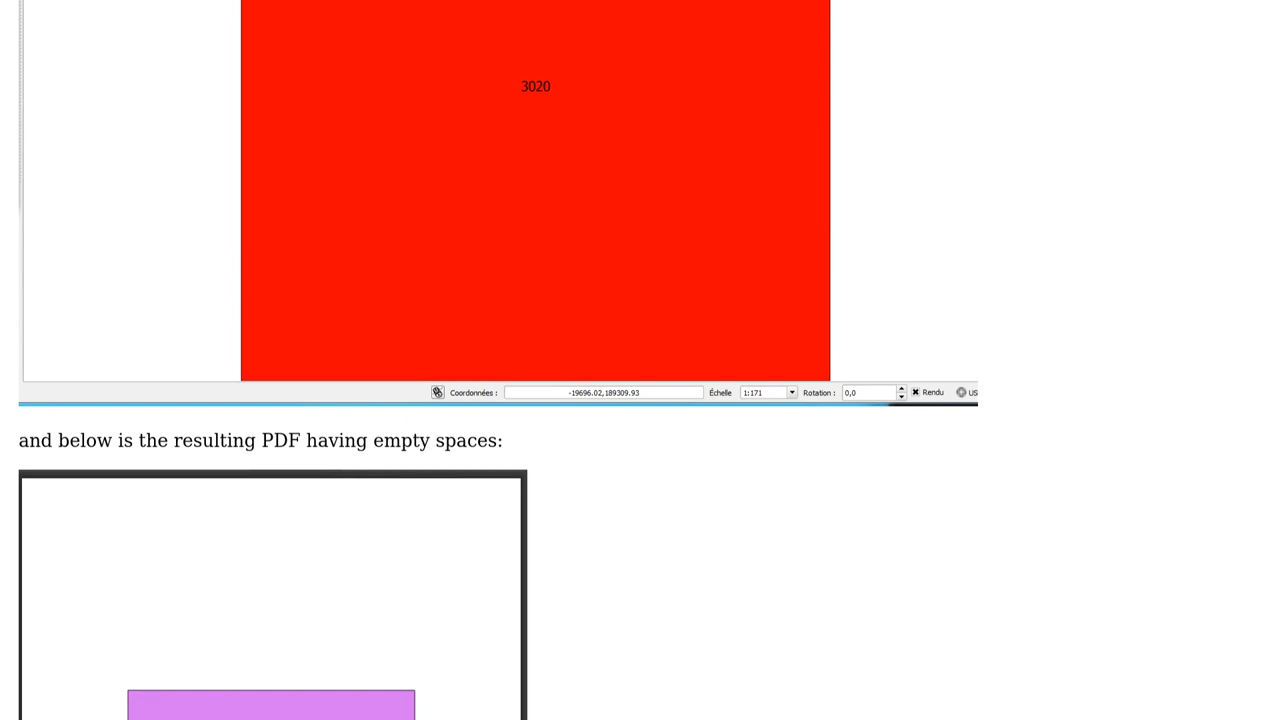 3020
Coordonnées : -19696.02,189309.93 Échelle 1:171 Rotation : 0,0 Rendu US
and below is the resulting PDF having empty spaces: